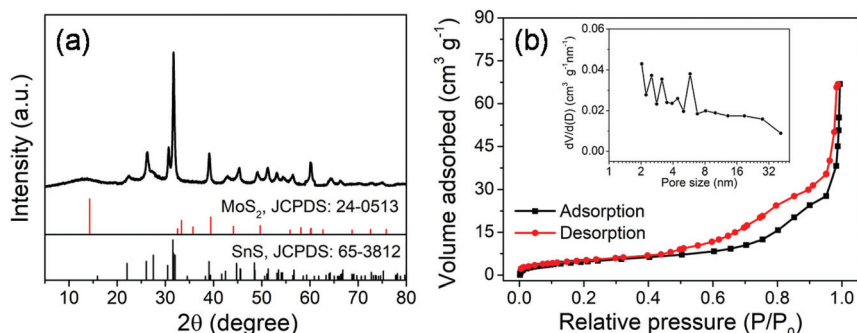 (a)
Intensity (a.u.)
MoS₂, JCPDS: 24-0513
SnS, JCPDS: 65-3812
10 20 30 40 50 60 70 80
2θ (degree)
(b)
Volume adsorbed (cm³ g⁻¹)
90
75
60
45
30
15
0
dV/d(D) (cm³ g⁻¹nm⁻¹)
0.06
0.04
0.02
0.00
1 2 4 8 16 32
Pore size (nm)
Adsorption
Desorption
0.0 0.2 0.4 0.6 0.8 1.0
Relative pressure (P/P₀)